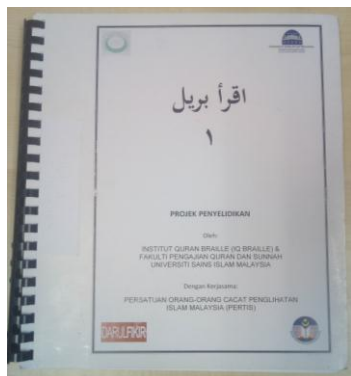 اقرأ بريل
١
PROJEK PENYELIDIKAN
Oleh:
INSTITUT QURAN BRAILLE (IQ BRAILLE) &
FAKULTI PENGAJIAN QURAN DAN SUNNAH
UNIVERSITI SAINS ISLAM MALAYSIA
Dengan Kerjasama:
PERSATUAN ORANG-ORANG CACAT PENGLIHATAN
ISLAM MALAYSIA (PERTIS)
DARULFIKIR